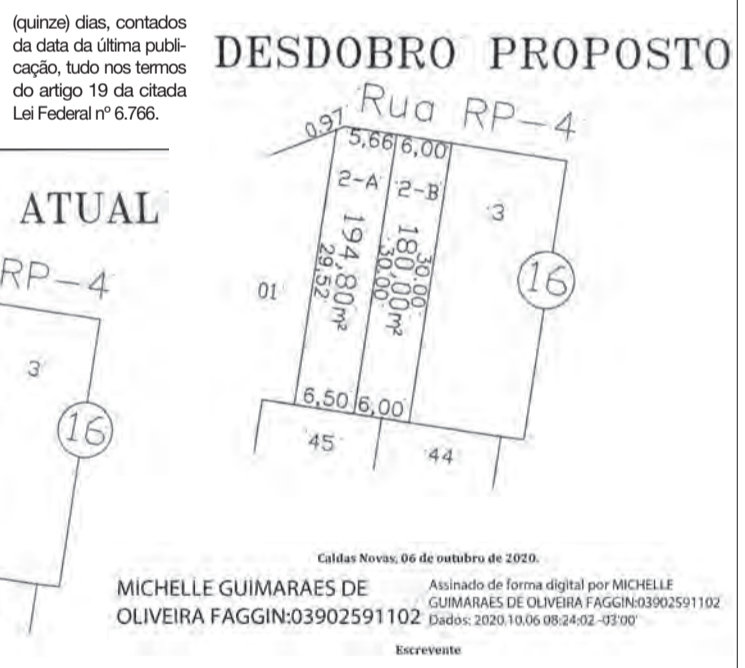 (quinze) dias, contados
da data da última publi-
cação, tudo nos termos
do artigo 19 da citada
Lei Federal nº 6.766.
ATUAL
RP-4
3
16
DESDOBRO PROPOSTO
Rua RP-4
0,97
5,66 6,00
2-A 2-B
3
194,80m²
29,52
180,00m²
30,00
30.00
01
16
6,50 6,00
45
44
Caldas Novas, 06 de outubro de 2020.
MICHELLE GUIMARAES DE
OLIVEIRA FAGGIN:03902591102
Assinado de forma digital por MICHELLE
GUIMARAES DE OLIVEIRA FAGGIN:03902591102
Dados: 2020.10.06 08:24:02 -03'00'
Escrevente